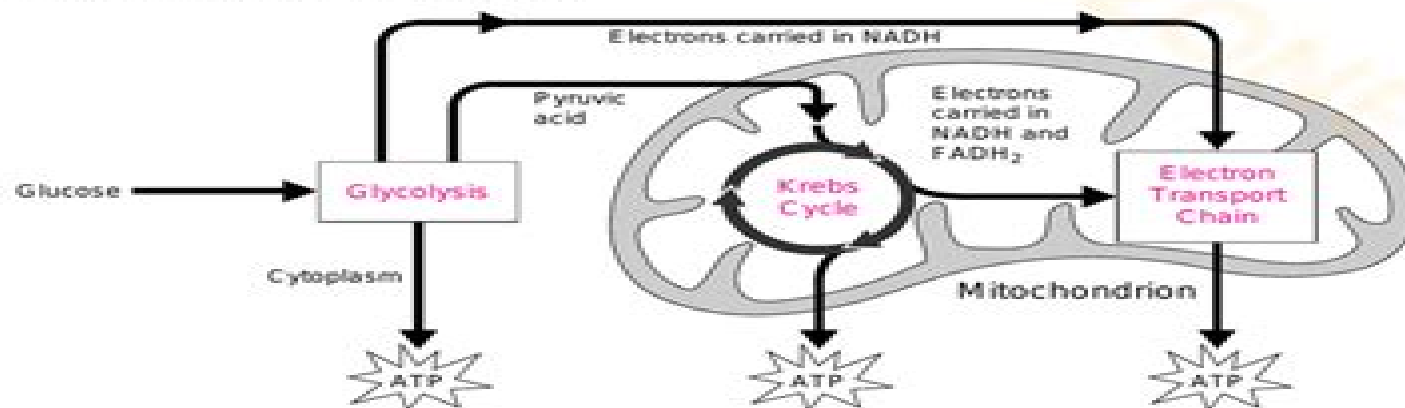 Electrons carried in NADH
Pyruvic
acid
Electrons
carried in
NADH and
FADH₂
Glucose
Glycolysis
Krebs
Cycle
Electron
Transport
Chain
Cytoplasm
Mitochondrion
ATP
ATP
ATP